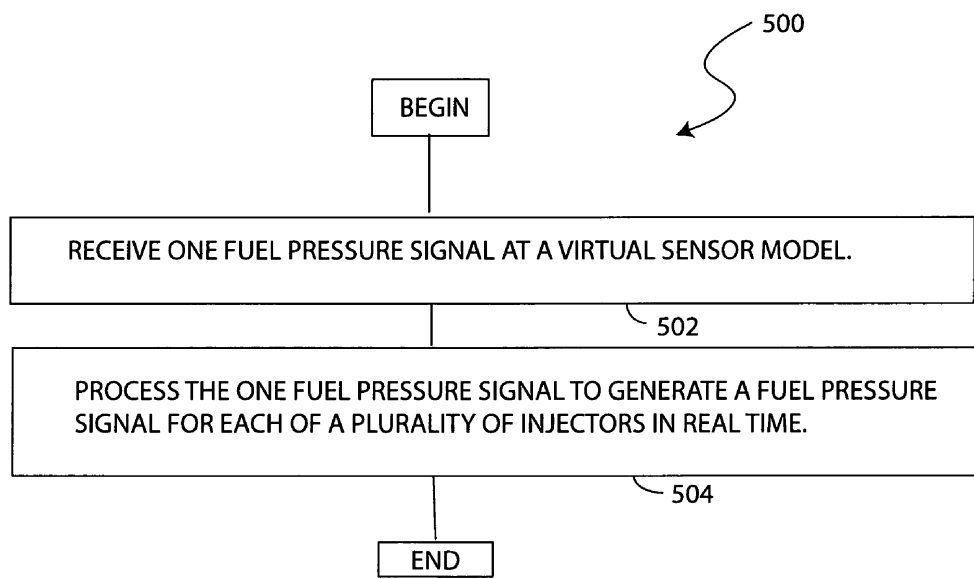 500
BEGIN
RECEIVE ONE FUEL PRESSURE SIGNAL AT A VIRTUAL SENSOR MODEL.
502
PROCESS THE ONE FUEL PRESSURE SIGNAL TO GENERATE A FUEL PRESSURE
SIGNAL FOR EACH OF A PLURALITY OF INJECTORS IN REAL TIME.
504
END